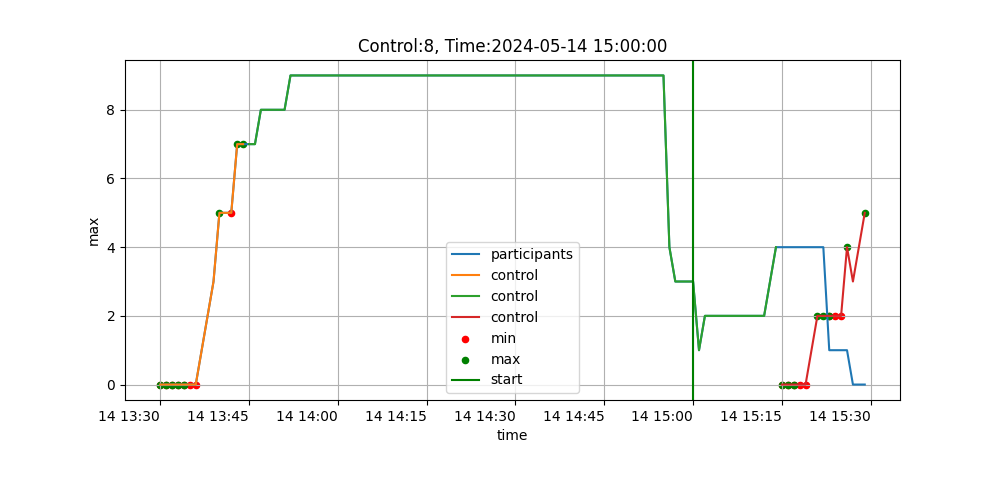 Control:8, Time:2024-05-14 15:00:00
max
8
6
4
2
0
participants
control
control
control
min
max
start
14 13:30 14 13:45 14 14:00 14 14:15 14 14:30 14 14:45 14 15:00 14 15:15 14 15:30
time